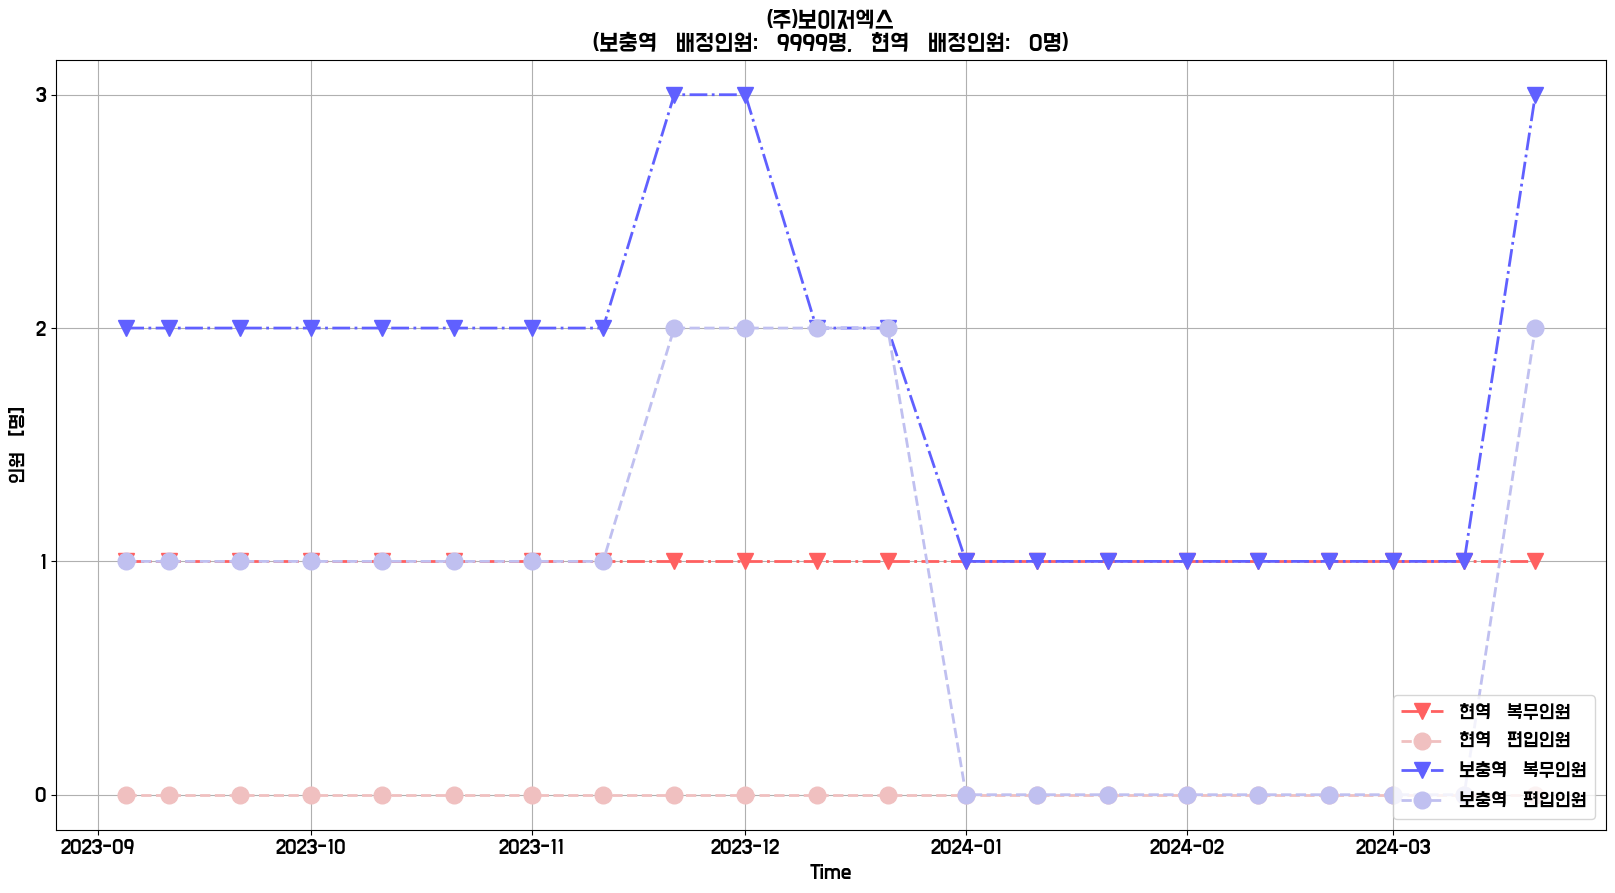 (주)보이저엑스
(보충역 배정인원: 9999명, 현역 배정인원: 0명)
3
2
1
0
인원 [명]
2023-09
2023-10
2023-11
2023-12
2024-01
2024-02
2024-03
Time
현역 복무인원
현역 편입인원
보충역 복무인원
보충역 편입인원